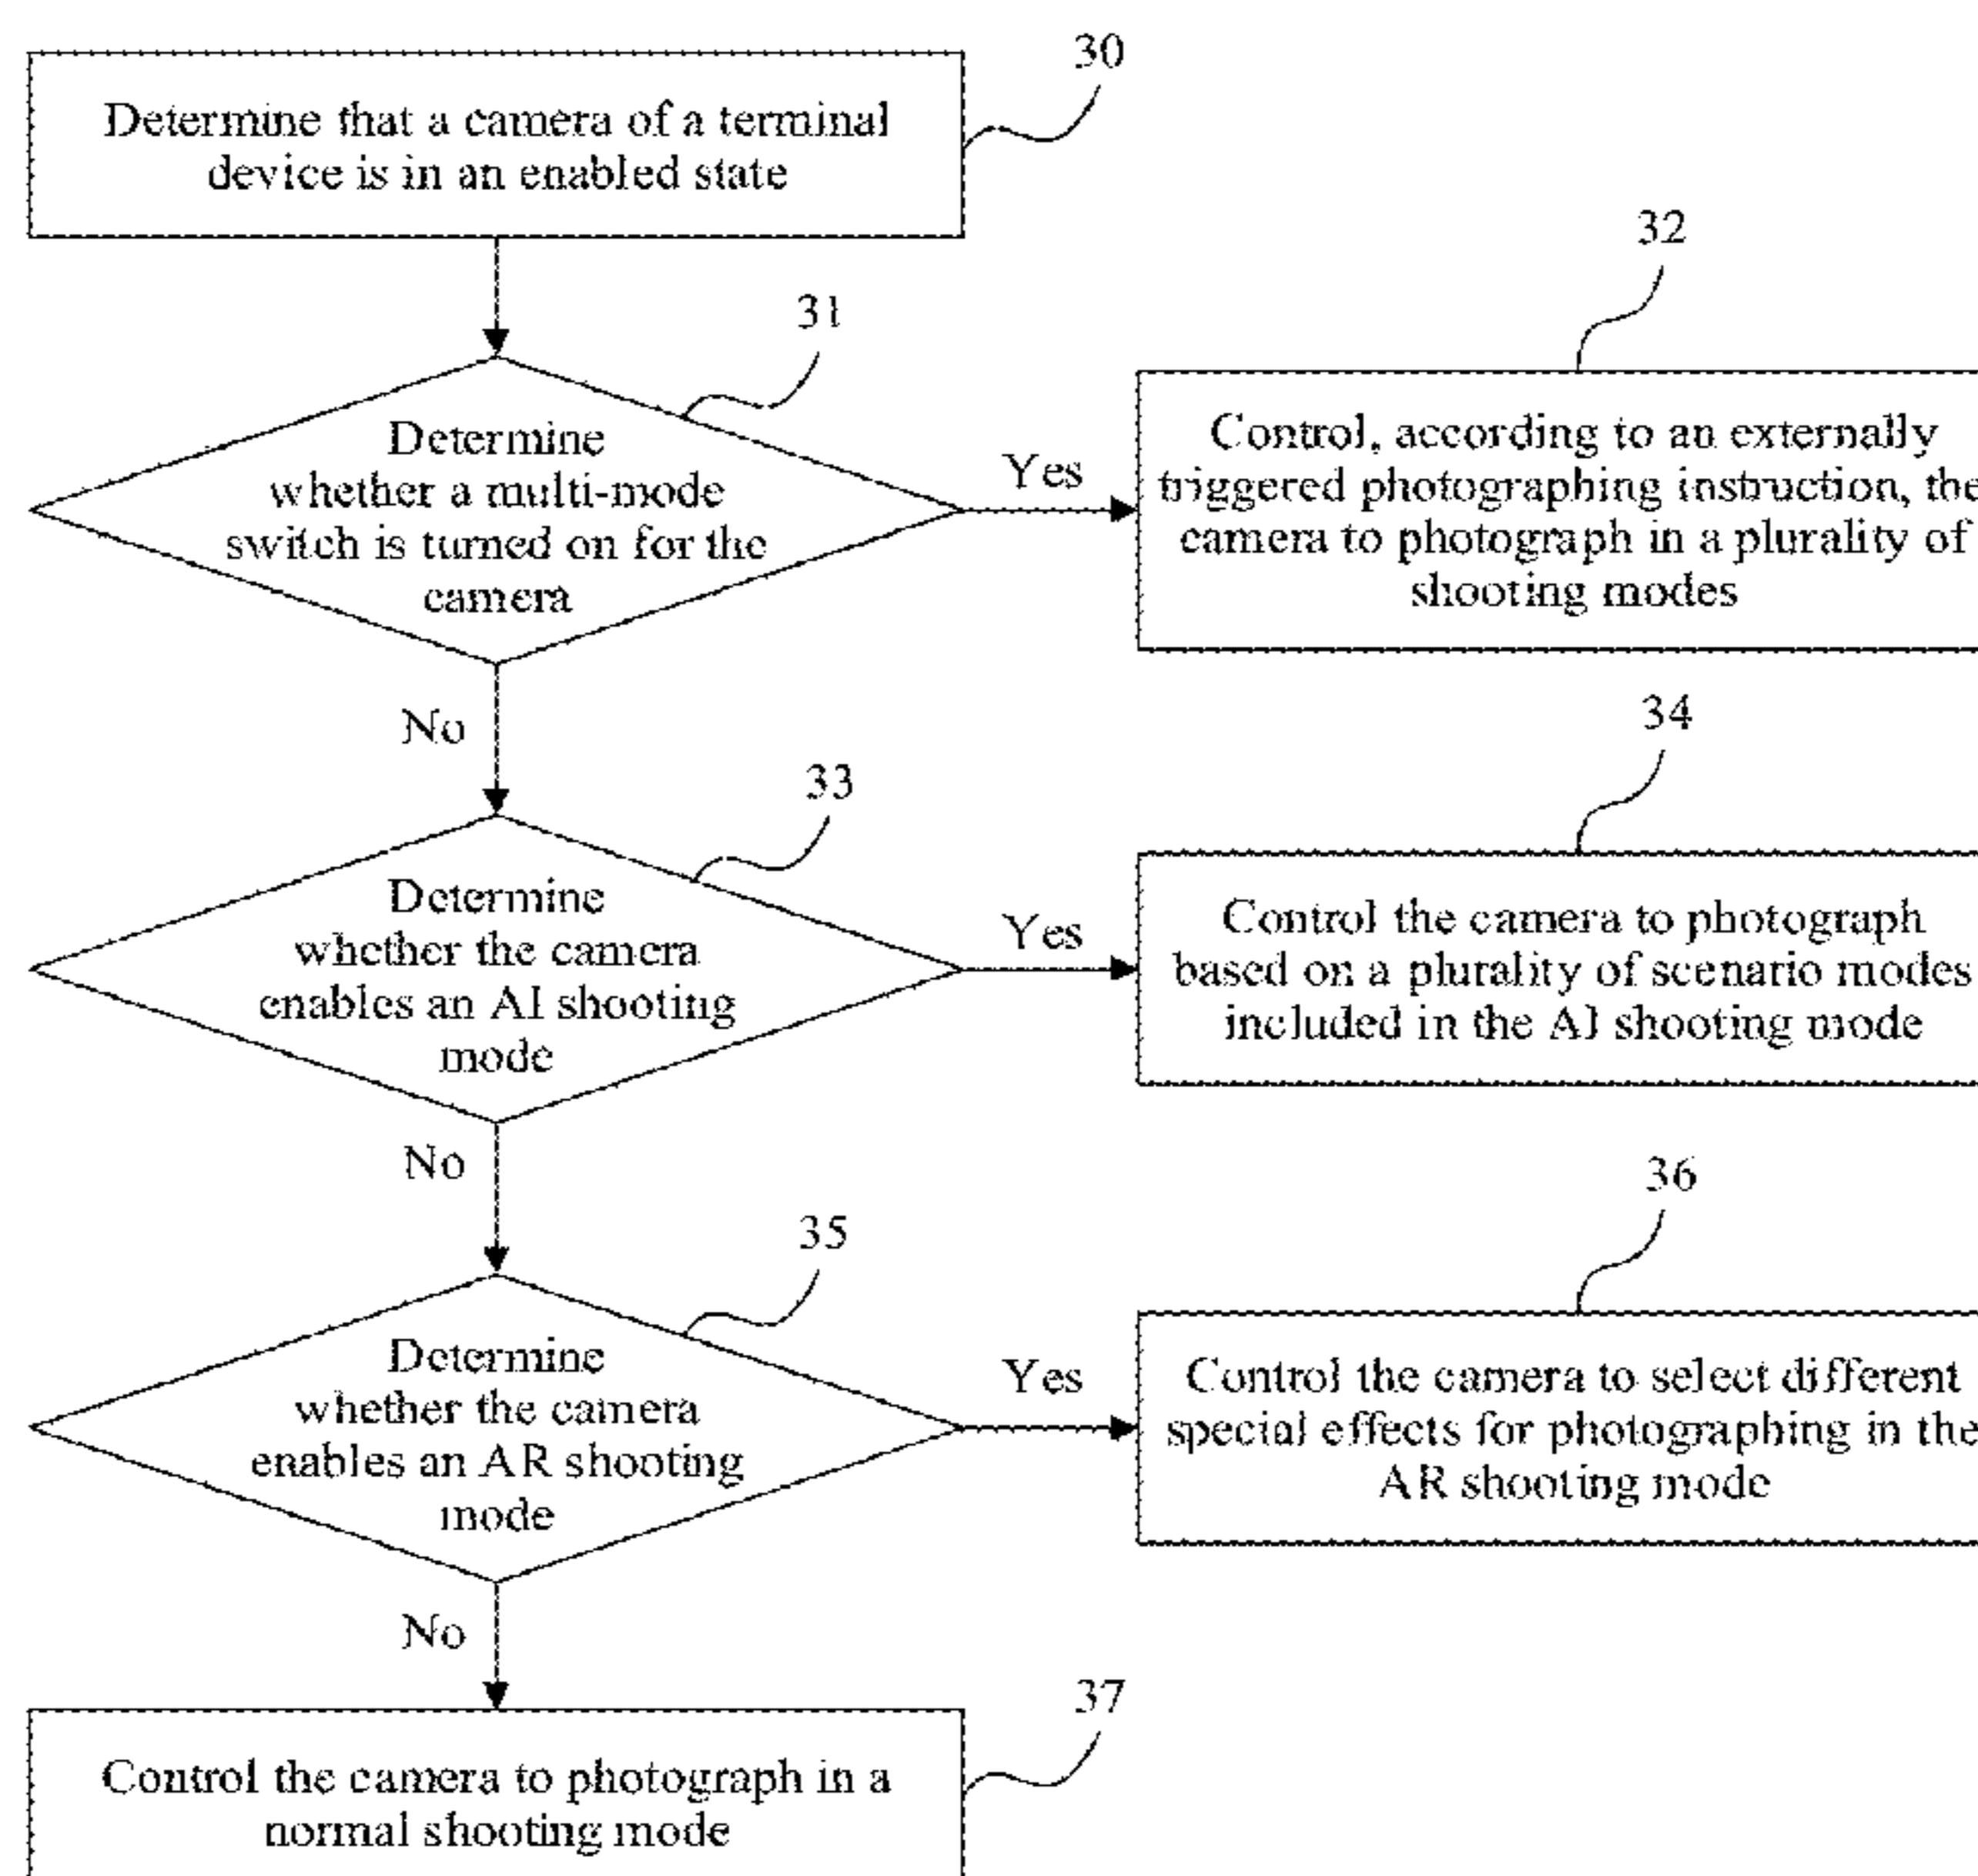 30
Determine that a camera of a terminal
device is in an enabled state
31
Determine
whether a multi-mode
switch is turned on for the
camera
Yes
32
Control, according to an externally
triggered photographing instruction, the
camera to photograph in a plurality of
shooting modes
No
33
Determine
whether the camera
enables an AI shooting
mode
Yes
34
Control the camera to photograph
based on a plurality of scenario modes
included in the AI shooting mode
No
35
Determine
whether the camera
enables an AR shooting
mode
Yes
36
Control the camera to select different
special effects for photographing in the
AR shooting mode
No
37
Control the camera to photograph in a
normal shooting mode